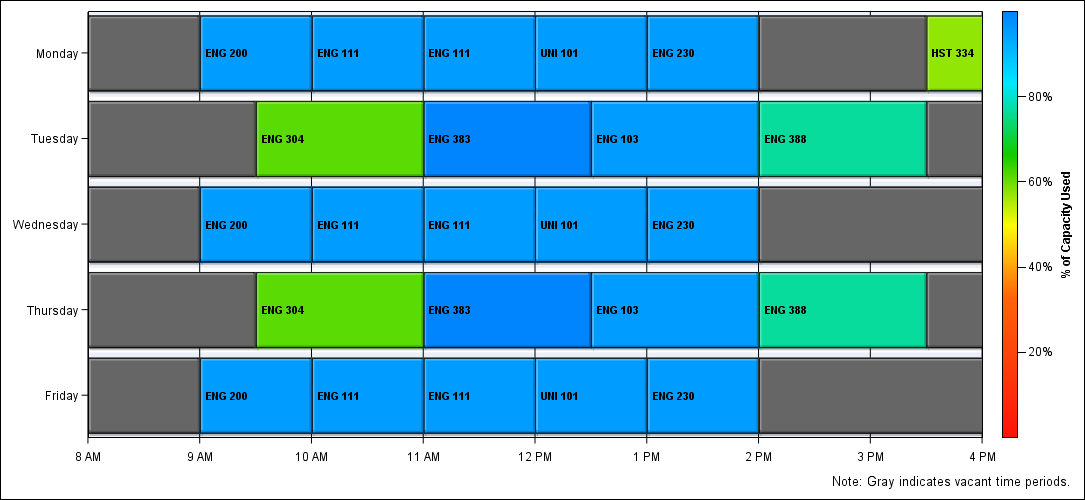 Monday
ENG 200 ENG 111 ENG 111 UNI 101 ENG 230 HST 334
Tuesday
ENG 304 ENG 383 ENG 103 ENG 388
Wednesday
ENG 200 ENG 111 ENG 111 UNI 101 ENG 230
Thursday
ENG 304 ENG 383 ENG 103 ENG 388
Friday
ENG 200 ENG 111 ENG 111 UNI 101 ENG 230
8 AM 9 AM 10 AM 11 AM 12 PM 1 PM 2 PM 3 PM 4 PM
80%
60%
40%
20%
% of Capacity Used
Note: Gray indicates vacant time periods.